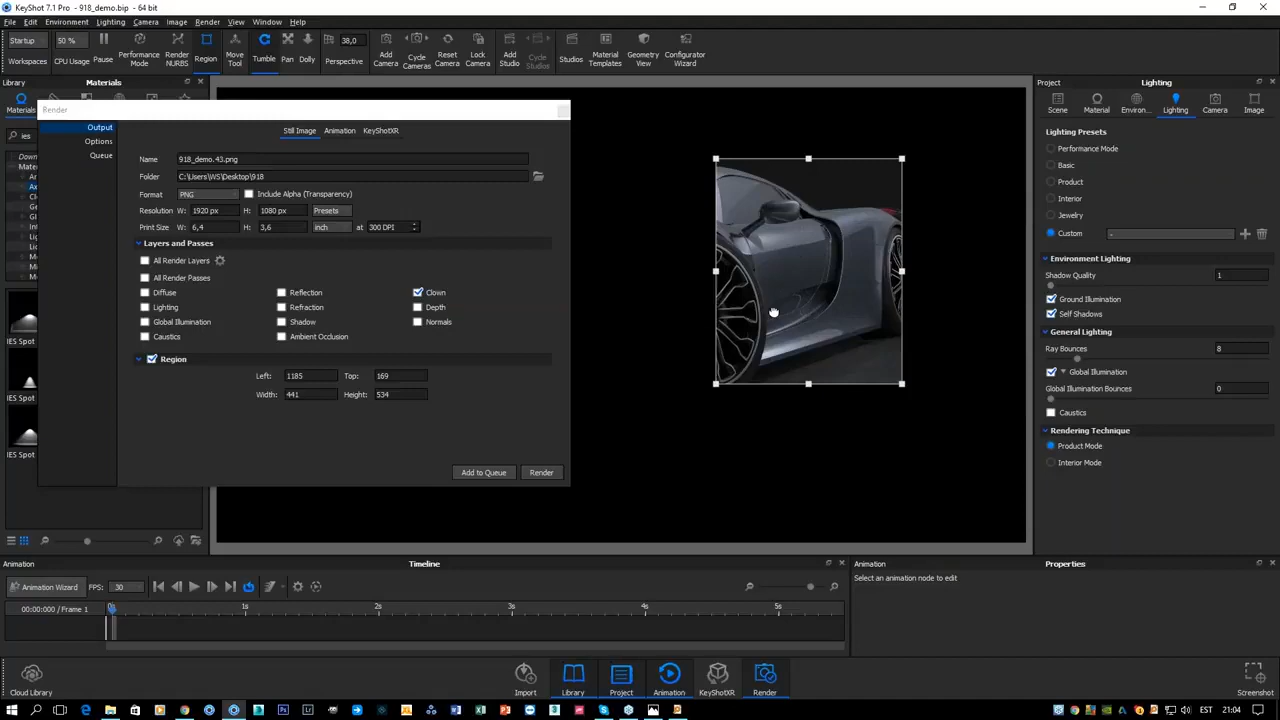 KeyShot 7.1 Pro - 918_demo.bip - 64 bit
File Edit Environment Lighting Camera Image Render View Window Help
Startup
Workspaces
50 %
CPU Usage
Pause
Performance Mode
Render NURBS
Region
Move Tool
Tumble
Pan
Dolly
38,0
Perspective
Add Camera
Cycle Cameras
Reset Camera
Lock Camera
Add Studio
Cycle Studios
Studios
Material Templates
Geometry View
Configurator Wizard
Library
Materials
Materials
ies
IES Spot
IES Spot
IES Spot
Render
Output
Options
Queue
Still Image Animation KeyShotXR
Name 918_demo.43.png
Folder C:\Users\WS\Desktop\918
Format PNG Include Alpha (Transparency)
Resolution W: 1920 px H: 1080 px Presets
Print Size W: 6,4 H: 3,6 inch at 300 DPI
Layers and Passes
All Render Layers
All Render Passes
Diffuse Reflection Clown
Lighting Refraction Depth
Global Illumination Shadow Normals
Caustics Ambient Occlusion
Region
Left: 1185 Top: 169
Width: 441 Height: 534
Add to Queue Render
Project
Lighting
Scene Material Environ... Lighting Camera Image
Lighting Presets
Performance Mode
Basic
Product
Interior
Jewelry
Custom -
Environment Lighting
Shadow Quality 1
Ground Illumination
Self Shadows
General Lighting
Ray Bounces 8
Global Illumination
Global Illumination Bounces 0
Caustics
Rendering Technique
Product Mode
Interior Mode
Animation
Timeline
Animation Wizard FPS: 30
00:00:000 / Frame 1
0s 1s 2s 3s 4s 5s
Animation
Properties
Select an animation node to edit
Cloud Library
Import Library Project Animation KeyShotXR Render
Screenshot
EST 21:04